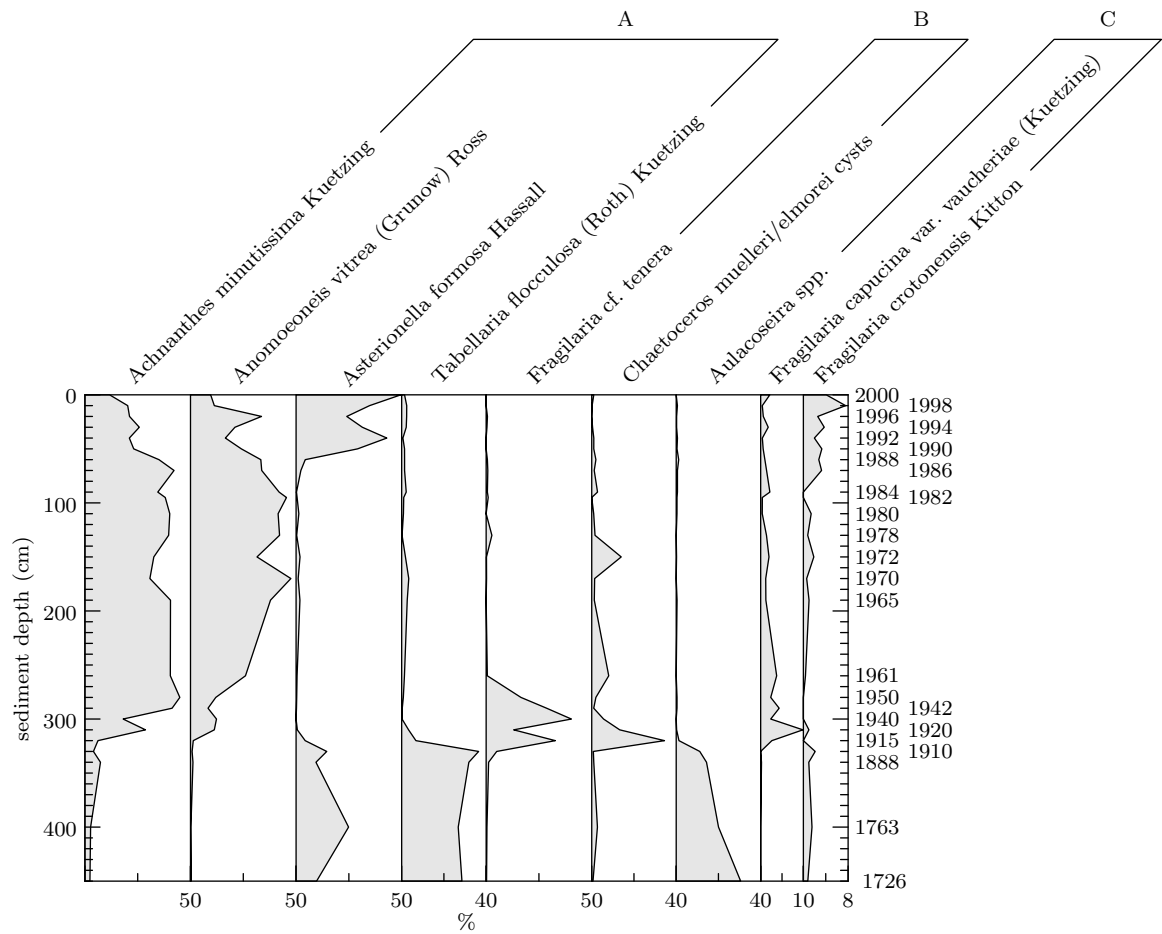 A B C
Achnanthes minutissima Kuetzing
Anomoeoneis vitrea (Grunow) Ross
Asterionella formosa Hassall
Tabellaria flocculosa (Roth) Kuetzing
Fragilaria cf. tenera
Chaetoceros muelleri/elmorei cysts
Aulacoseira spp.
Fragilaria capucina var. vaucheriae (Kuetzing)
Fragilaria crotonensis Kitton
sediment depth (cm)
0
100
200
300
400
2000
1998
1996
1994
1992
1990
1988
1986
1984
1982
1980
1978
1972
1970
1965
1961
1950
1942
1940
1920
1915
1910
1888
1763
1726
50 50 50 40 50 40 40 10 8
%